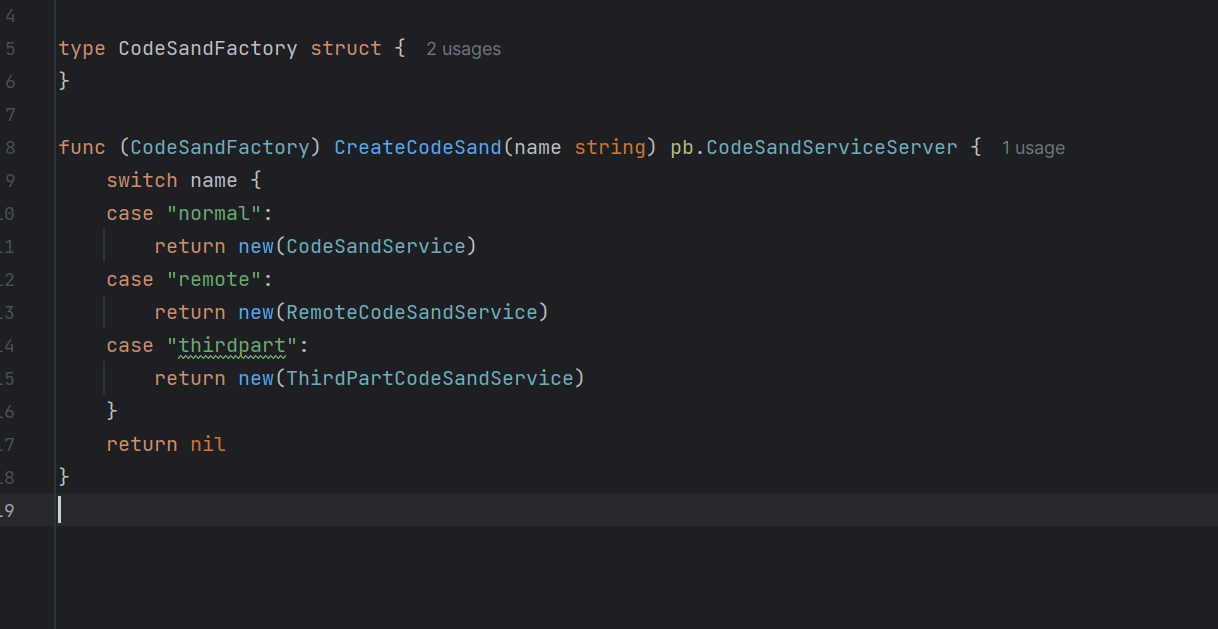 4
5 type CodeSandFactory struct { 2 usages
6 }
7
8 func (CodeSandFactory) CreateCodeSand(name string) pb.CodeSandServiceServer { 1 usage
9     switch name {
10     case "normal":
11         return new(CodeSandService)
12     case "remote":
13         return new(RemoteCodeSandService)
14     case "thirdpart":
15         return new(ThirdPartCodeSandService)
16     }
17     return nil
18 }
19